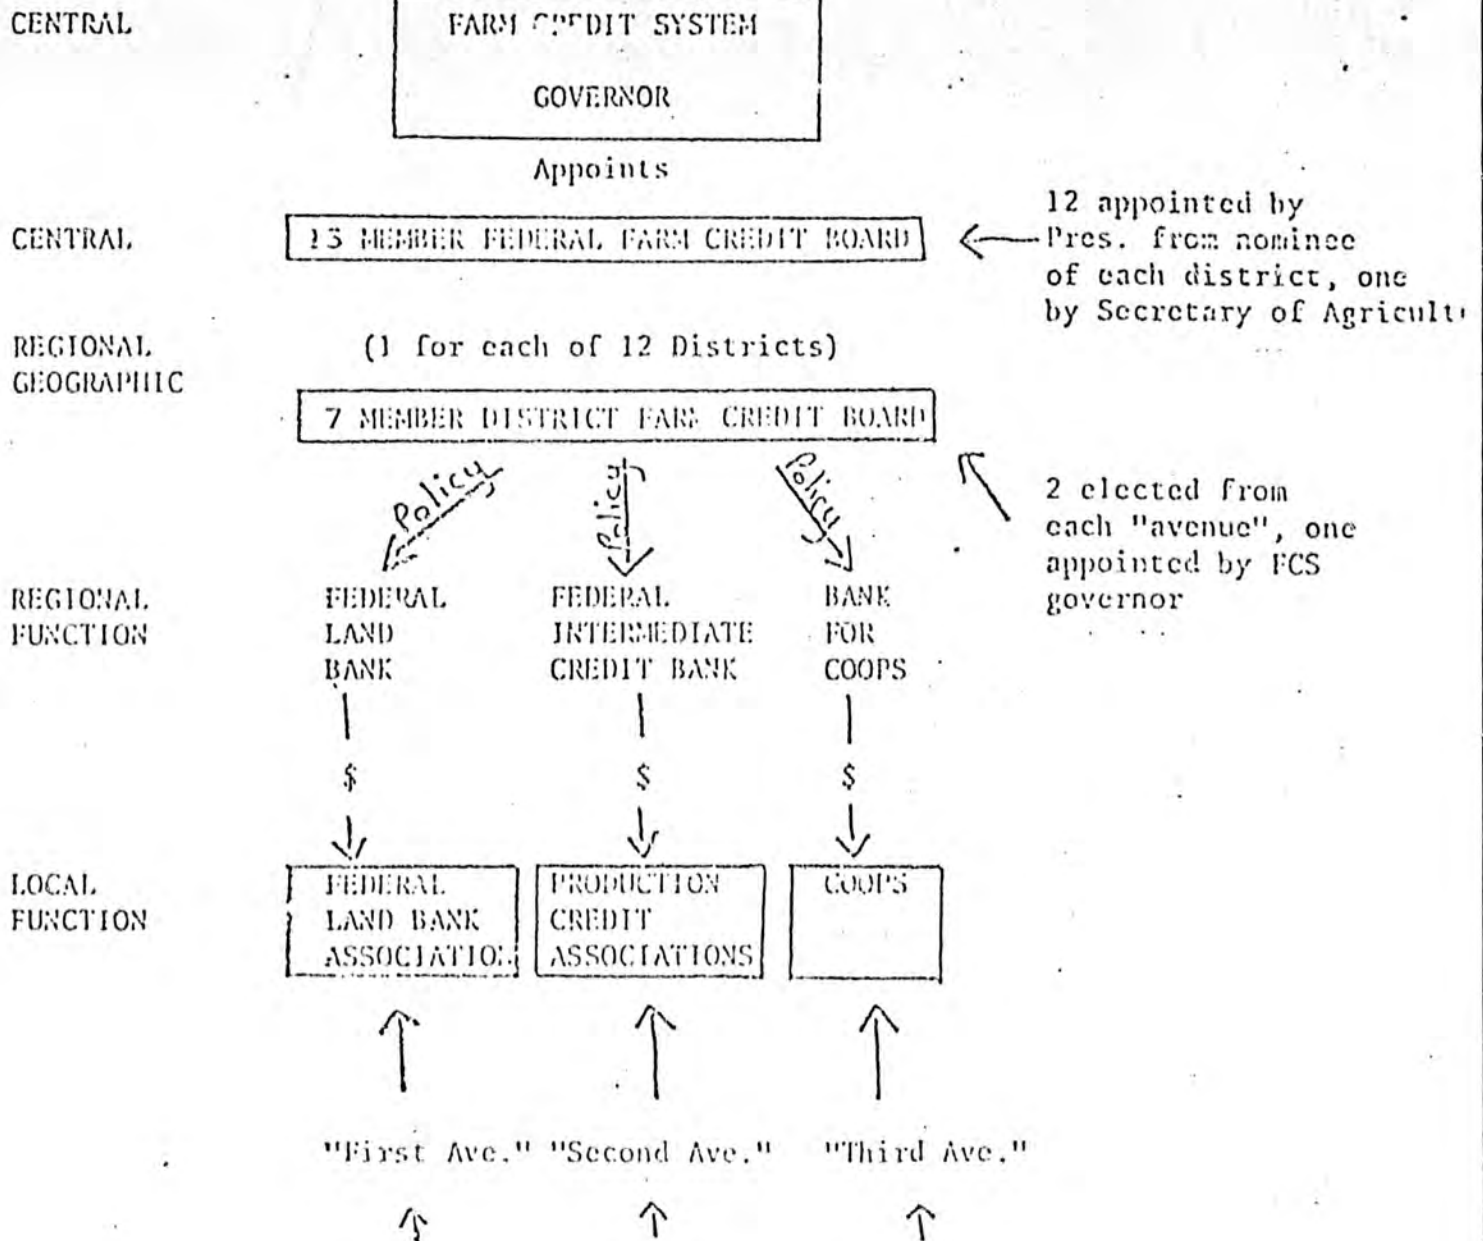 CENTRAL
FARM CREDIT SYSTEM
GOVERNOR
Appoints
CENTRAL
13 MEMBER FEDERAL FARM CREDIT BOARD
12 appointed by
Pres. from nominee
of each district, one
by Secretary of Agricult
REGIONAL
GEOGRAPHIC
(1 for each of 12 Districts)
7 MEMBER DISTRICT FARM CREDIT BOARD
Policy
Policy
Policy
2 elected from
each "avenue", one
appointed by FCS
governor
REGIONAL
FUNCTION
FEDERAL
LAND
BANK
FEDERAL
INTERMEDIATE
CREDIT BANK
BANK
FOR
COOPS
$
$
$
LOCAL
FUNCTION
FEDERAL
LAND BANK
ASSOCIATION
PRODUCTION
CREDIT
ASSOCIATIONS
COOPS
"First Ave." "Second Ave." "Third Ave."